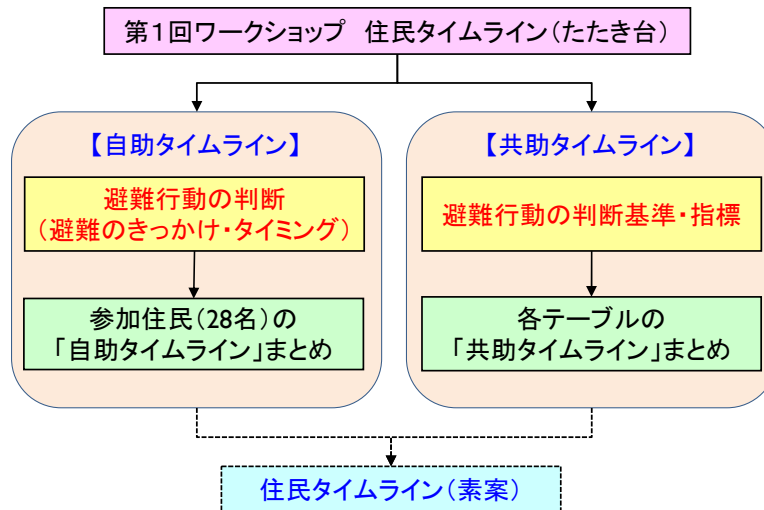 第1回ワークショップ 住民タイムライン(たたき台)
【自助タイムライン】
避難行動の判断
(避難のきっかけ・タイミング)
参加住民(28名)の
「自助タイムライン」まとめ
【共助タイムライン】
避難行動の判断基準・指標
各テーブルの
「共助タイムライン」まとめ
住民タイムライン(素案)